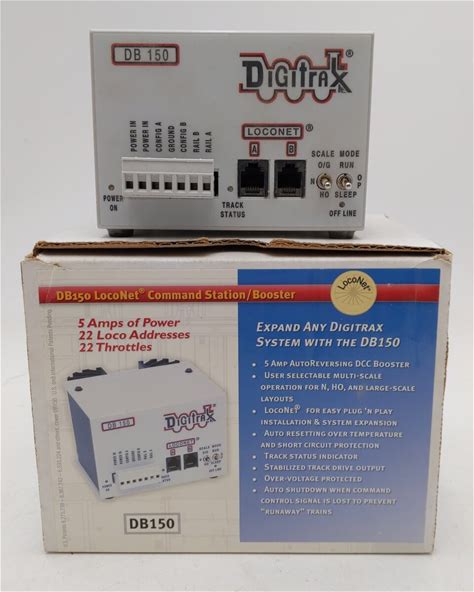 DB 150
DIGITRAX®
POWER IN
POWER IN
CONFIG A
GROUND
CONFIG B
RAIL B
RAIL A
LOCONET®
A B
SCALE MODE
O/G RUN
N O P
HO SLEEP
POWER ON
TRACK STATUS
OFF LINE
LocoNet
DB150 LocoNet® Command Station/Booster
5 Amps of Power
22 Loco Addresses
22 Throttles
DB 150
DIGITRAX
LOCONET
DB150
EXPAND ANY DIGITRAX
SYSTEM WITH THE DB150
• 5 AMP AUTOREVERSING DCC BOOSTER
• USER SELECTABLE MULTI-SCALE
OPERATION FOR N, HO, AND LARGE-SCALE
LAYOUTS
• LOCONET® FOR EASY PLUG 'N PLAY
INSTALLATION & SYSTEM EXPANSION
• AUTO RESETTING OVER TEMPERATURE
AND SHORT CIRCUIT PROTECTION
• TRACK STATUS INDICATOR
• STABILIZED TRACK DRIVE OUTPUT
• OVER-VOLTAGE PROTECTED
• AUTO SHUTDOWN WHEN COMMAND
CONTROL SIGNAL IS LOST TO PREVENT
"RUNAWAY" TRAINS